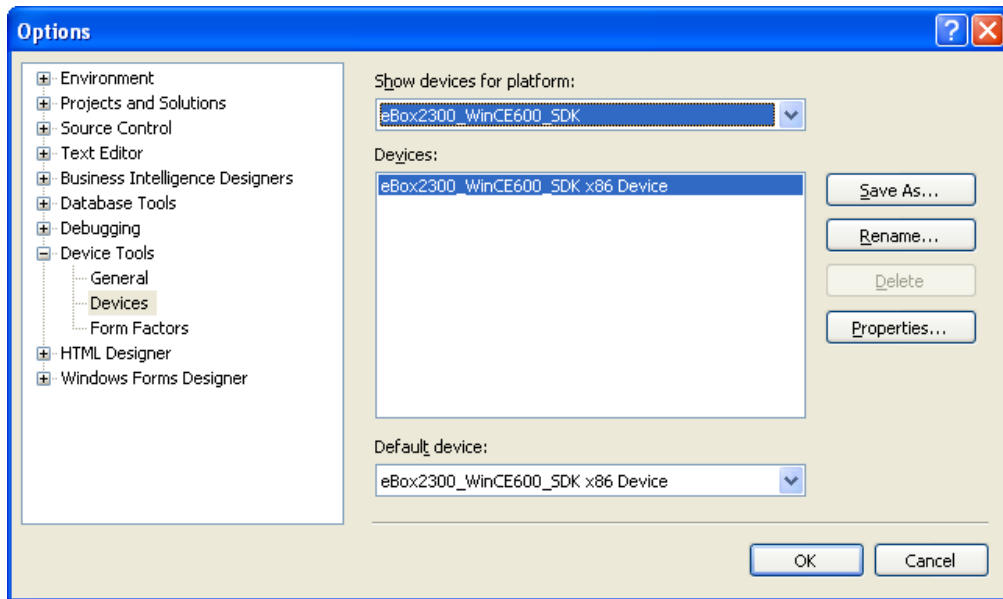 Options
Environment
Projects and Solutions
Source Control
Text Editor
Business Intelligence Designers
Database Tools
Debugging
Device Tools
General
Devices
Form Factors
HTML Designer
Windows Forms Designer
Show devices for platform:
eBox2300_WinCE600_SDK
Devices:
eBox2300_WinCE600_SDK x86 Device
Save As...
Rename...
Delete
Properties...
Default device:
eBox2300_WinCE600_SDK x86 Device
OK
Cancel